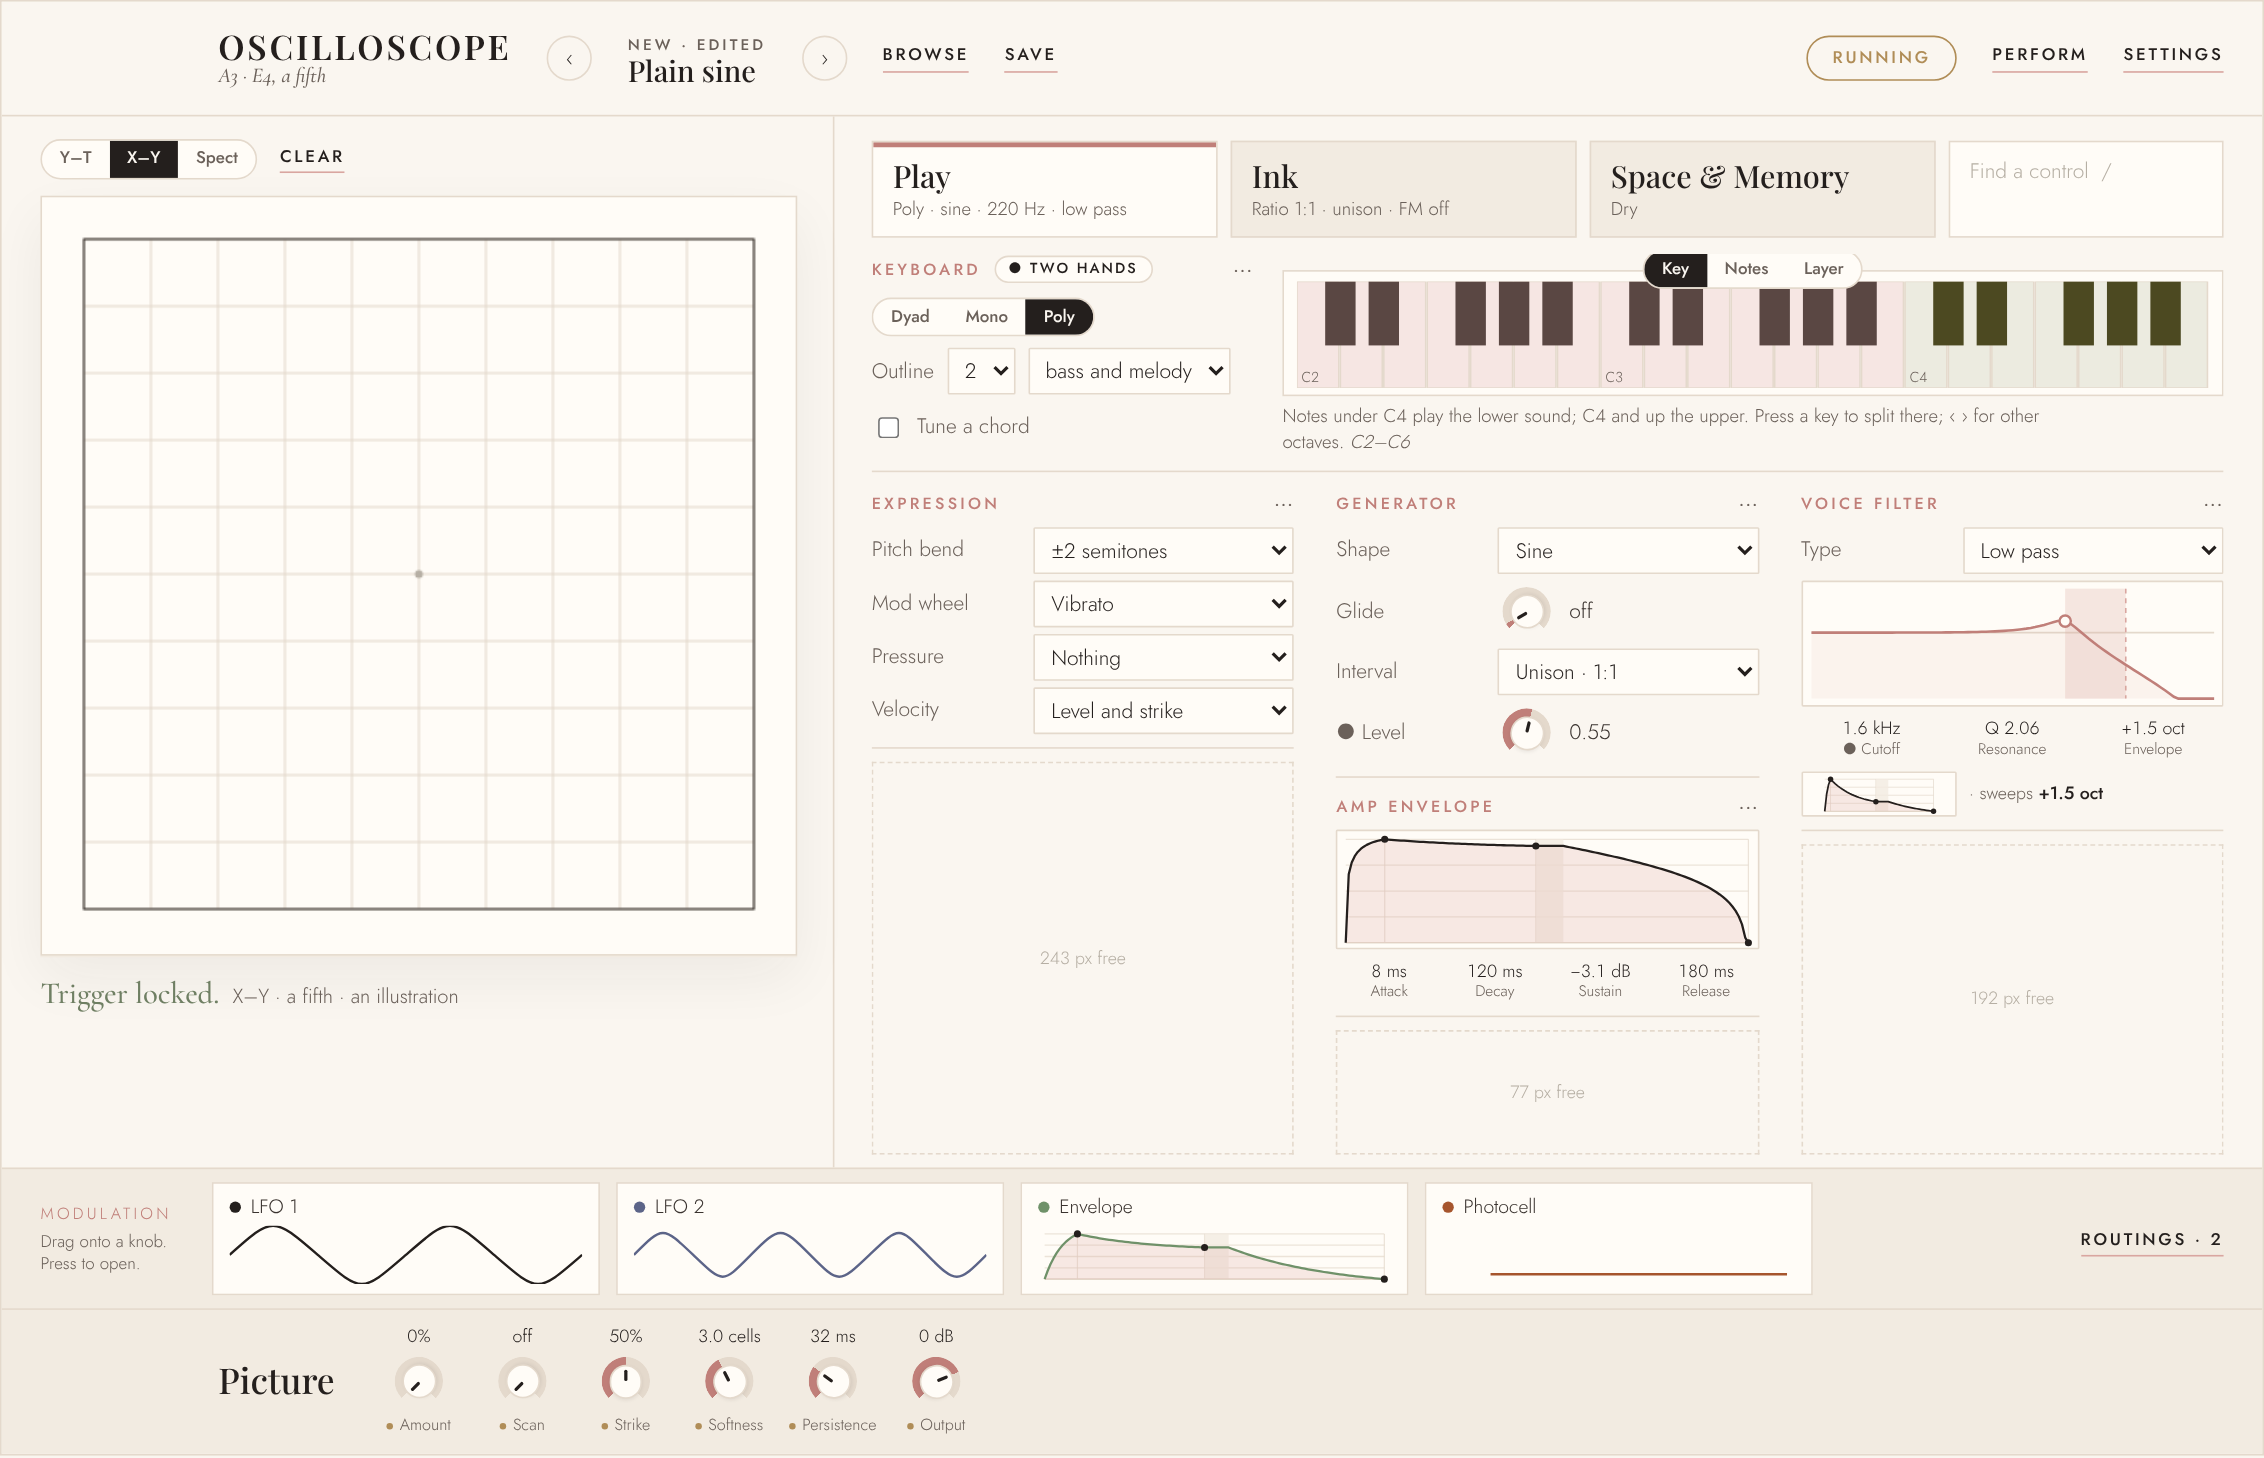 OSCILLOSCOPE
A3 · E4, a fifth
‹
NEW · EDITED
Plain sine
›
BROWSE
SAVE
RUNNING
PERFORM
SETTINGS
Y–T
X–Y
Spect
CLEAR
Trigger locked. X–Y · a fifth · an illustration
Play
Poly · sine · 220 Hz · low pass
Ink
Ratio 1:1 · unison · FM off
Space & Memory
Dry
Find a control /
KEYBOARD
TWO HANDS
···
Dyad
Mono
Poly
Outline
2
bass and melody
Tune a chord
Key
Notes
Layer
C2
C3
C4
Notes under C4 play the lower sound; C4 and up the upper. Press a key to split there; ‹ › for other
octaves. C2–C6
EXPRESSION
···
Pitch bend
±2 semitones
Mod wheel
Vibrato
Pressure
Nothing
Velocity
Level and strike
243 px free
GENERATOR
···
Shape
Sine
Glide
off
Interval
Unison · 1:1
Level
0.55
AMP ENVELOPE
···
8 ms
120 ms
−3.1 dB
180 ms
Attack
Decay
Sustain
Release
77 px free
VOICE FILTER
···
Type
Low pass
1.6 kHz
Q 2.06
+1.5 oct
Cutoff
Resonance
Envelope
· sweeps +1.5 oct
192 px free
MODULATION
Drag onto a knob.
Press to open.
LFO 1
LFO 2
Envelope
Photocell
ROUTINGS · 2
Picture
0%
off
50%
3.0 cells
32 ms
0 dB
Amount
Scan
Strike
Softness
Persistence
Output